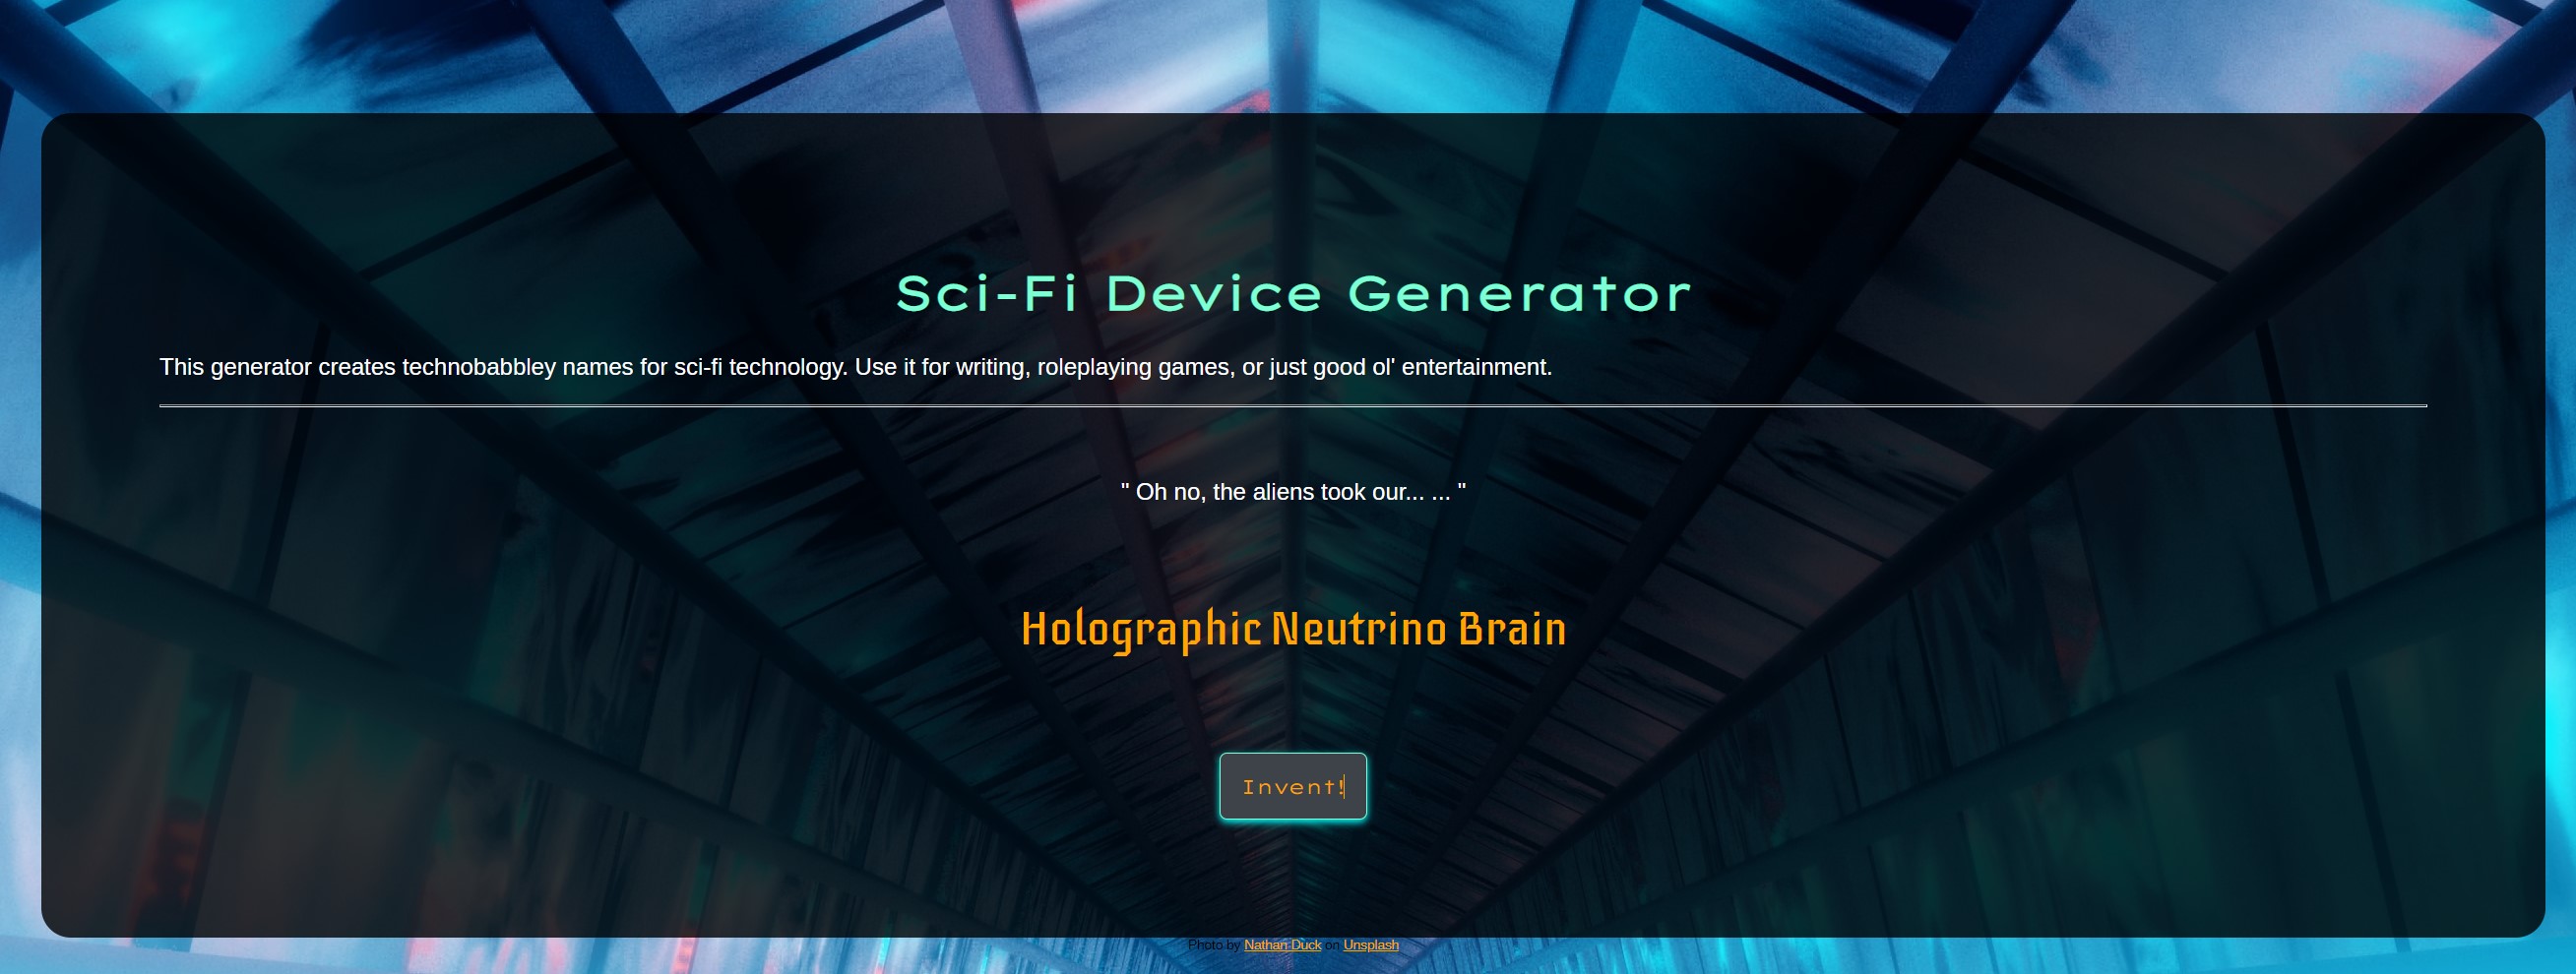 Sci-Fi Device Generator
This generator creates technobabbley names for sci-fi technology. Use it for writing, roleplaying games, or just good ol' entertainment.
" Oh no, the aliens took our... ... "
Holographic Neutrino Brain
Invent!
Photo by Nathan Duck on Unsplash